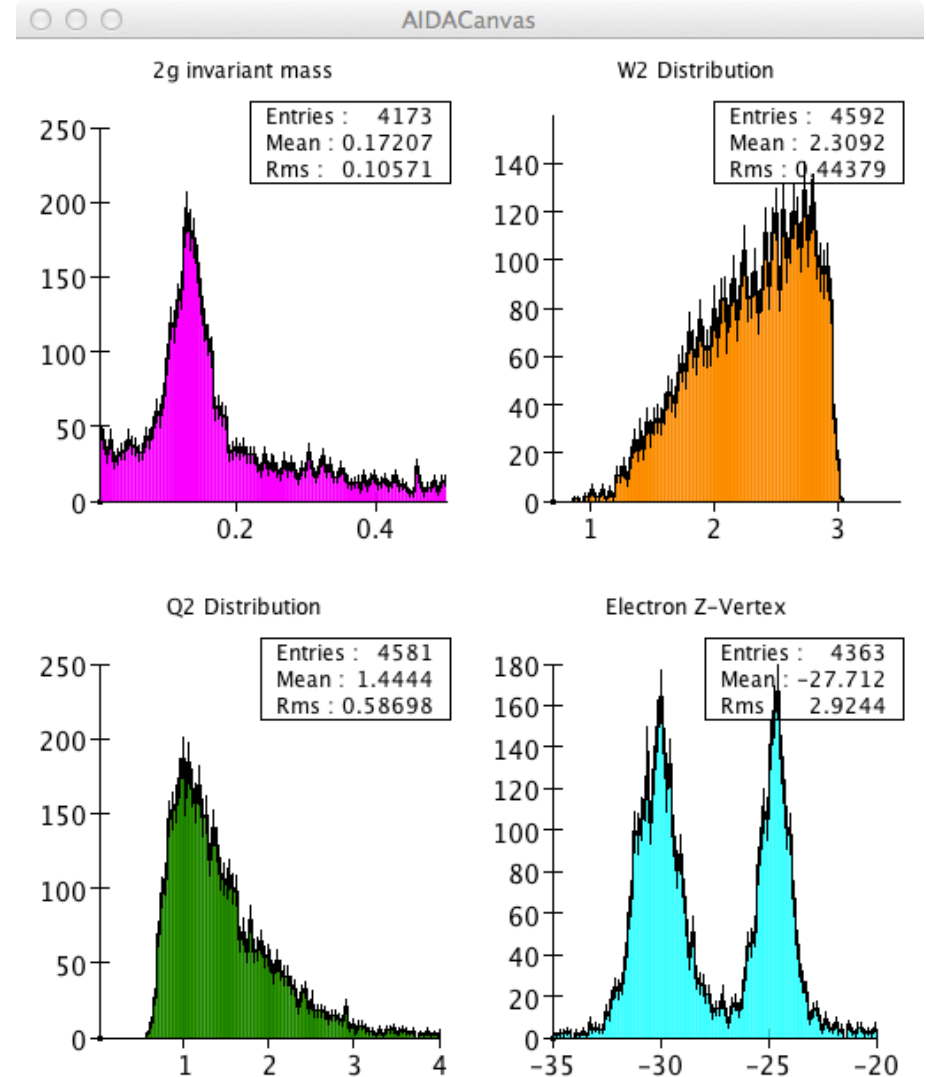 AIDACanvas
2g invariant mass
Entries : 4173
Mean : 0.17207
Rms : 0.10571
250
200
150
100
50
0
0.2 0.4
W2 Distribution
Entries : 4592
Mean : 2.3092
Rms : 0.44379
140
120
100
80
60
40
20
0
1 2 3
Q2 Distribution
Entries : 4581
Mean : 1.4444
Rms : 0.58698
250
200
150
100
50
0
1 2 3 4
Electron Z-Vertex
Entries : 4363
Mean : -27.712
Rms : 2.9244
180
160
140
120
100
80
60
40
20
0
-35 -30 -25 -20